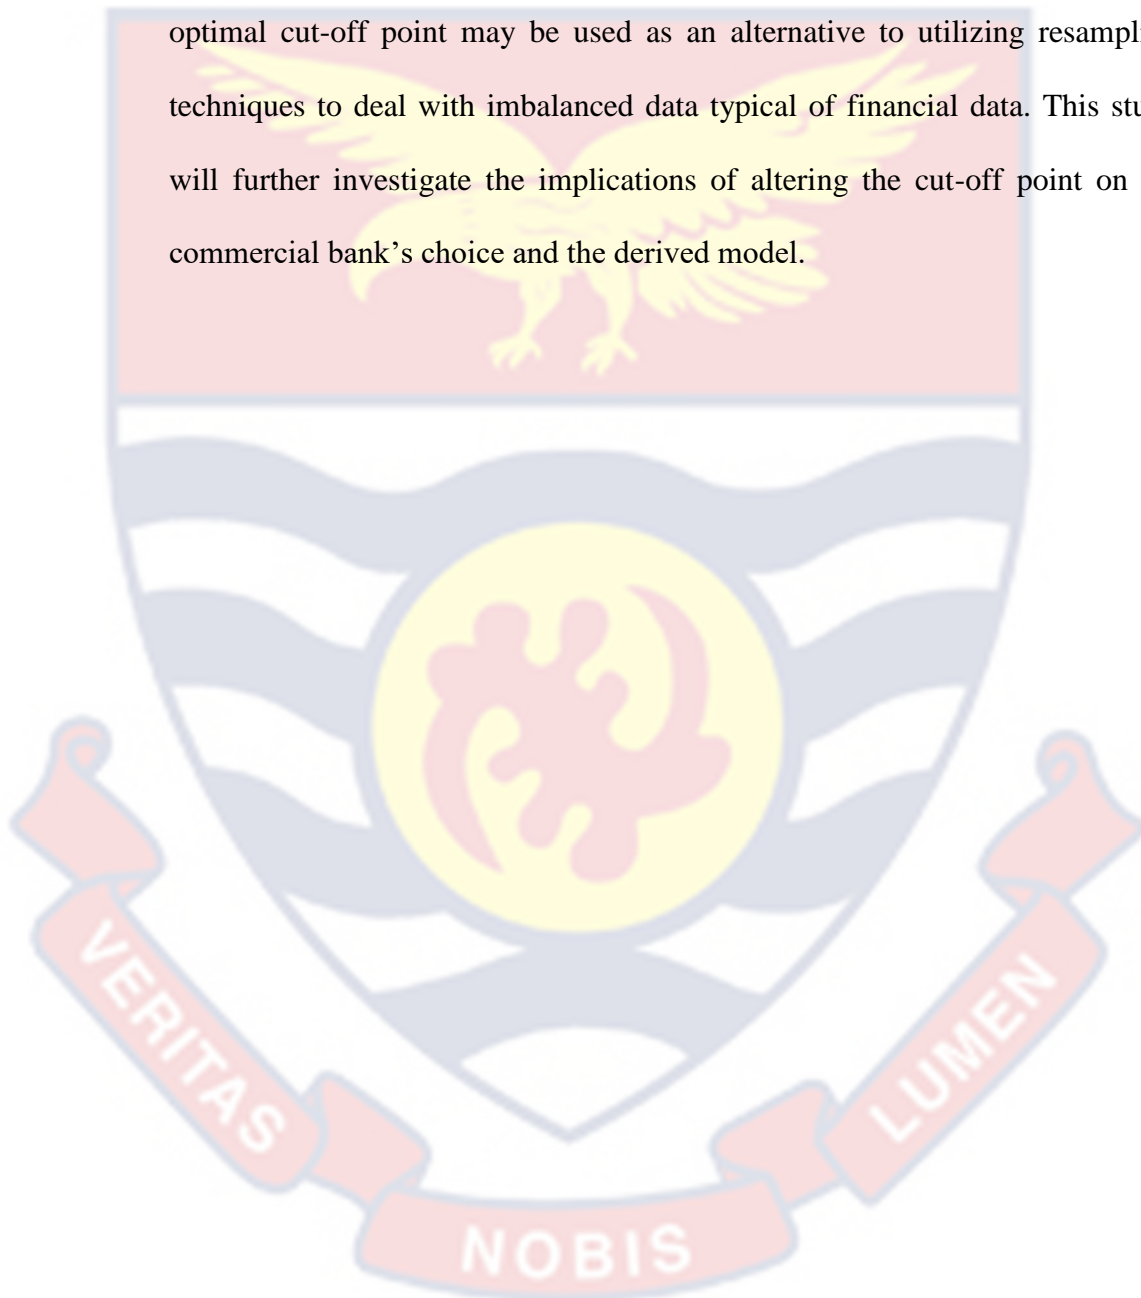 optimal cut-off point may be used as an alternative to utilizing resampli
techniques to deal with imbalanced data typical of financial data. This stu
will further investigate the implications of altering the cut-off point on
commercial bank’s choice and the derived model.
VERITAS
NOBIS
LUMEN